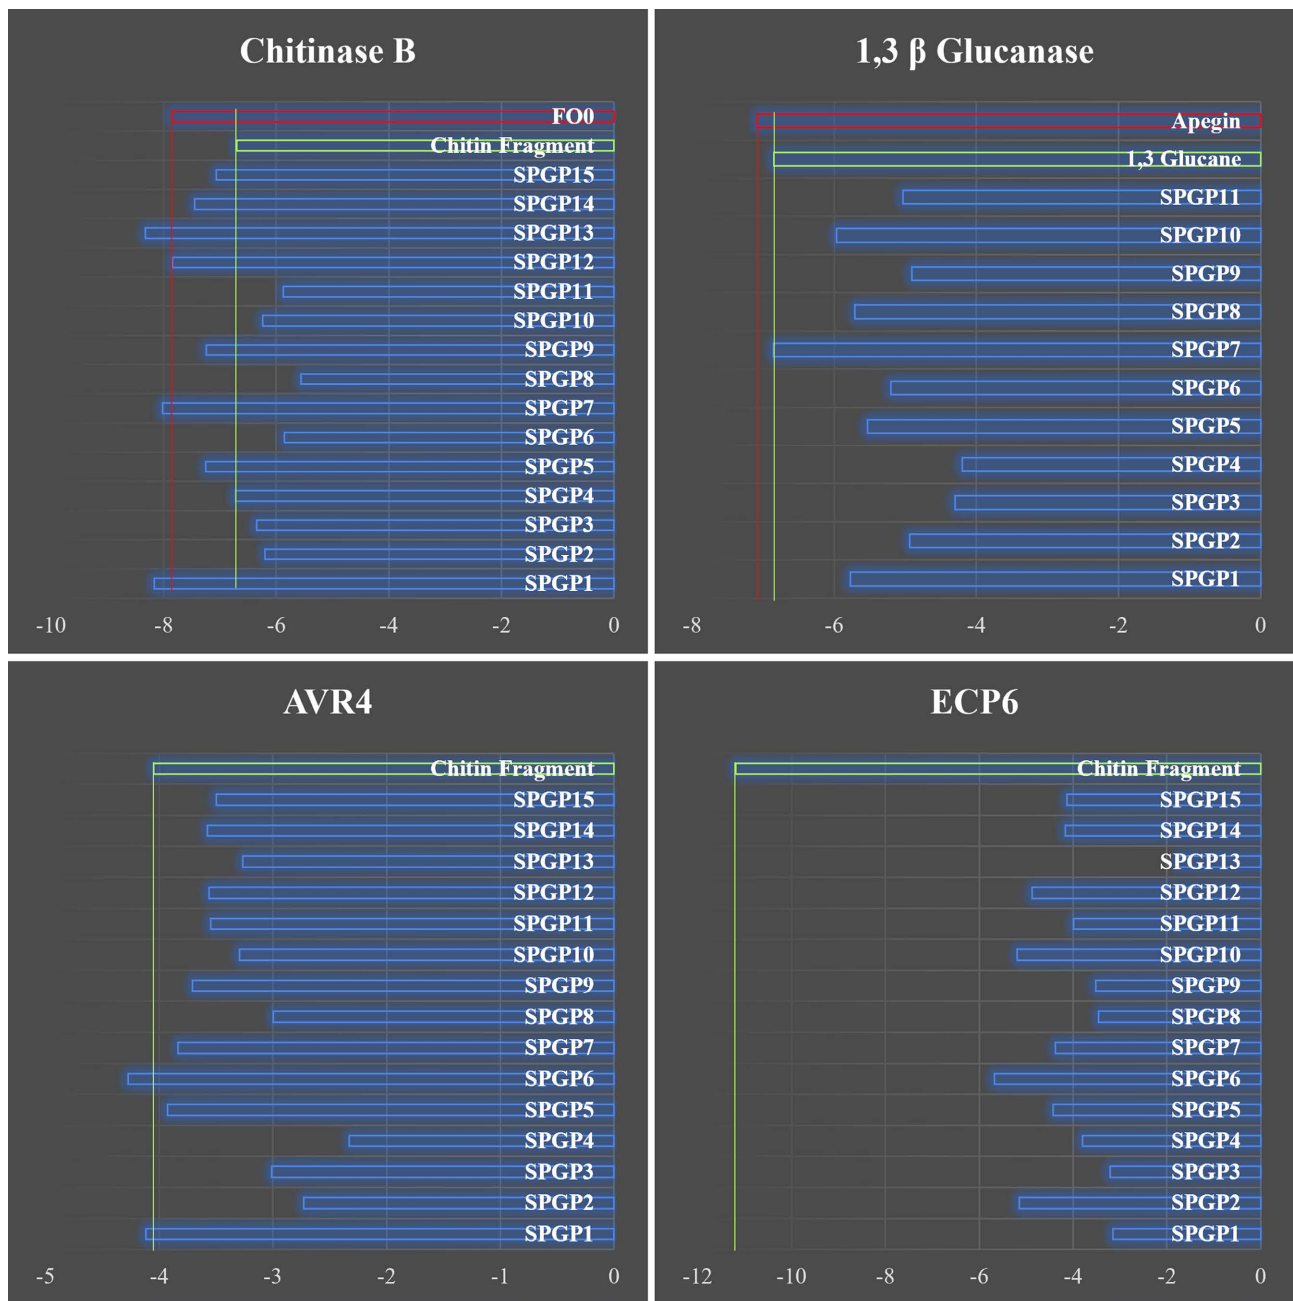 Chitinase B
FO0
Chitin Fragment
SPGP15
SPGP14
SPGP13
SPGP12
SPGP11
SPGP10
SPGP9
SPGP8
SPGP7
SPGP6
SPGP5
SPGP4
SPGP3
SPGP2
SPGP1
-10 -8 -6 -4 -2 0
1,3 β Glucanase
Apegin
1,3 Glucane
SPGP11
SPGP10
SPGP9
SPGP8
SPGP7
SPGP6
SPGP5
SPGP4
SPGP3
SPGP2
SPGP1
-8 -6 -4 -2 0
AVR4
Chitin Fragment
SPGP15
SPGP14
SPGP13
SPGP12
SPGP11
SPGP10
SPGP9
SPGP8
SPGP7
SPGP6
SPGP5
SPGP4
SPGP3
SPGP2
SPGP1
-5 -4 -3 -2 -1 0
ECP6
Chitin Fragment
SPGP15
SPGP14
SPGP13
SPGP12
SPGP11
SPGP10
SPGP9
SPGP8
SPGP7
SPGP6
SPGP5
SPGP4
SPGP3
SPGP2
SPGP1
-12 -10 -8 -6 -4 -2 0